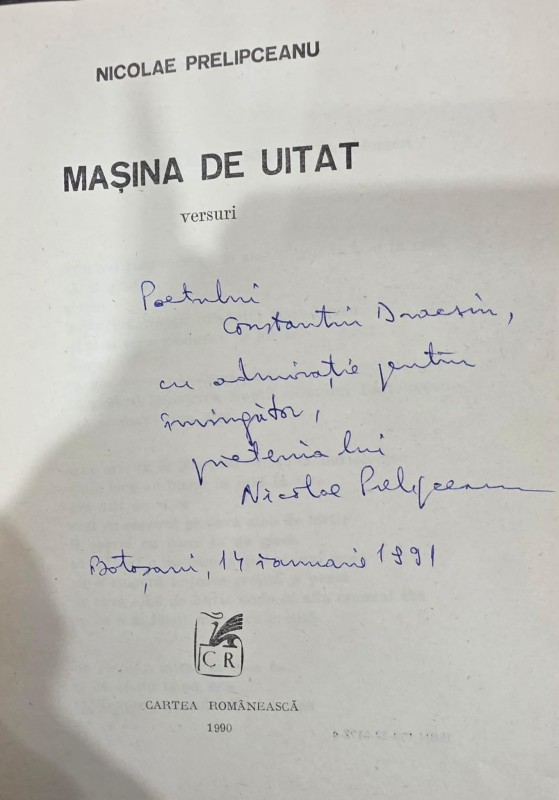 NICOLAE PRELIPCEANU
MAȘINA DE UITAT
versuri
Poetului
Constantin Dracsin,
cu admirație pentru
învingător,
prietenia lui
Nicolae Prelipceanu
Botoșani, 14 ianuarie 1991
C R
CARTEA ROMÂNEASCĂ
1990